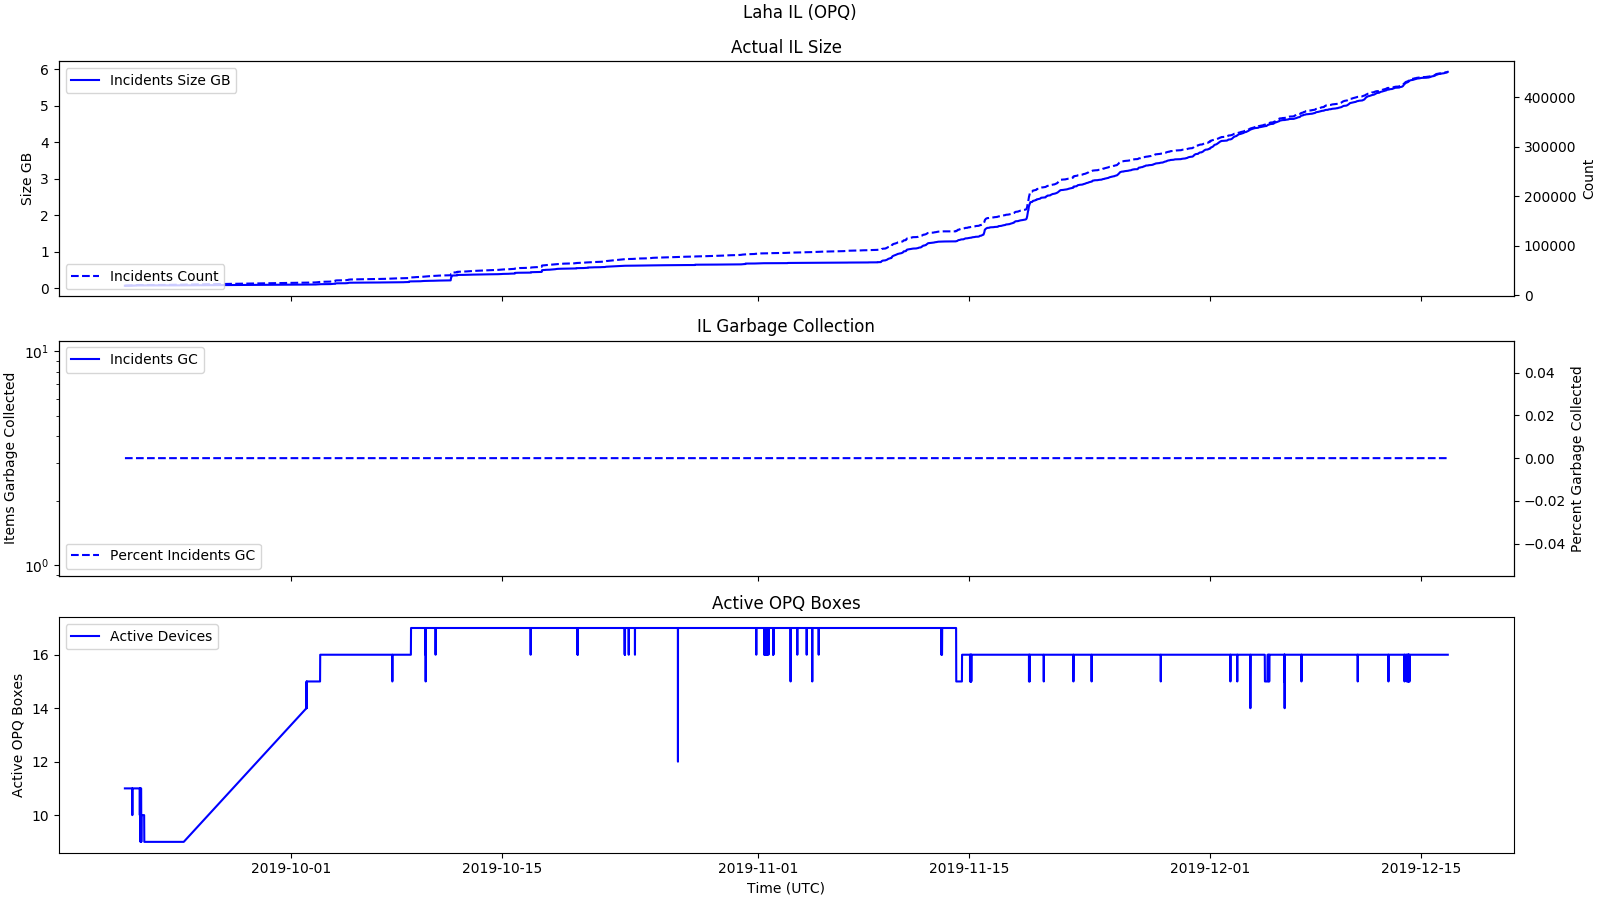 Laha IL (OPQ)
Actual IL Size
Incidents Size GB
Incidents Count
Size GB
0
1
2
3
4
5
6
Count
0
100000
200000
300000
400000
IL Garbage Collection
Incidents GC
Percent Incidents GC
Items Garbage Collected
10¹
10⁰
Percent Garbage Collected
0.04
0.02
0.00
−0.02
−0.04
Active OPQ Boxes
Active Devices
Active OPQ Boxes
16
14
12
10
2019-10-01
2019-10-15
2019-11-01
2019-11-15
2019-12-01
2019-12-15
Time (UTC)